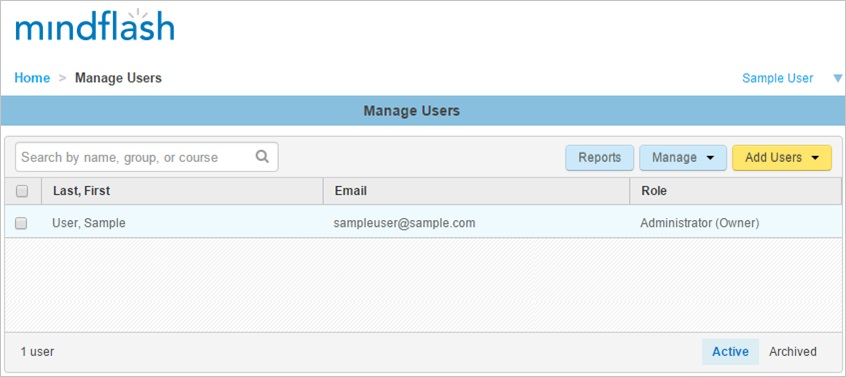 mindflash
Home > Manage Users
Sample User
Manage Users
Search by name, group, or course
Reports
Manage
Add Users
Last, First Email Role
User, Sample sampleuser@sample.com Administrator (Owner)
1 user
Active Archived